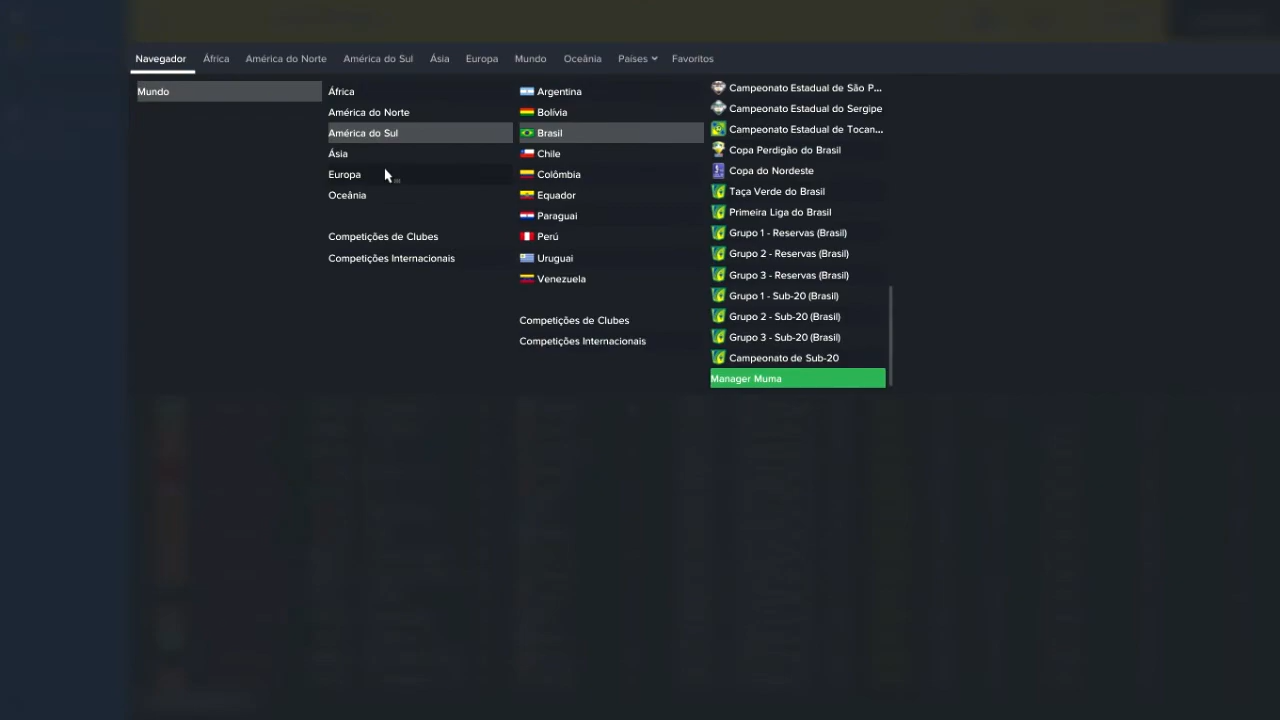 Navegador África América do Norte América do Sul Ásia Europa Mundo Oceânia Países Favoritos
Mundo
África
América do Norte
América do Sul
Ásia
Europa
Oceânia
Competições de Clubes
Competições Internacionais
Argentina
Bolívia
Brasil
Chile
Colômbia
Equador
Paraguai
Perú
Uruguai
Venezuela
Competições de Clubes
Competições Internacionais
Campeonato Estadual de São P...
Campeonato Estadual do Sergipe
Campeonato Estadual de Tocan...
Copa Perdigão do Brasil
Copa do Nordeste
Taça Verde do Brasil
Primeira Liga do Brasil
Grupo 1 - Reservas (Brasil)
Grupo 2 - Reservas (Brasil)
Grupo 3 - Reservas (Brasil)
Grupo 1 - Sub-20 (Brasil)
Grupo 2 - Sub-20 (Brasil)
Grupo 3 - Sub-20 (Brasil)
Campeonato de Sub-20
Manager Muma